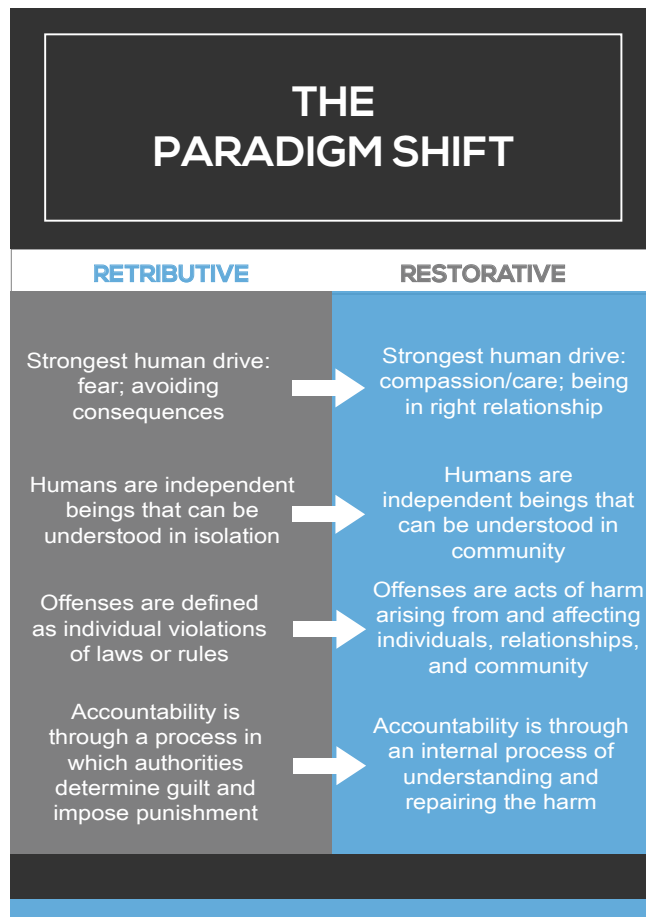 THE
PARADIGM SHIFT
RETRIBUTIVE
RESTORATIVE
Strongest human drive:
fear; avoiding
consequences
Strongest human drive:
compassion/care; being
in right relationship
Humans are independent
beings that can be
understood in isolation
Humans are
independent beings that
can be understood in
community
Offenses are defined
as individual violations
of laws or rules
Offenses are acts of harm
arising from and affecting
individuals, relationships,
and community
Accountability is
through a process in
which authorities
determine guilt and
impose punishment
Accountability is through
an internal process of
understanding and
repairing the harm